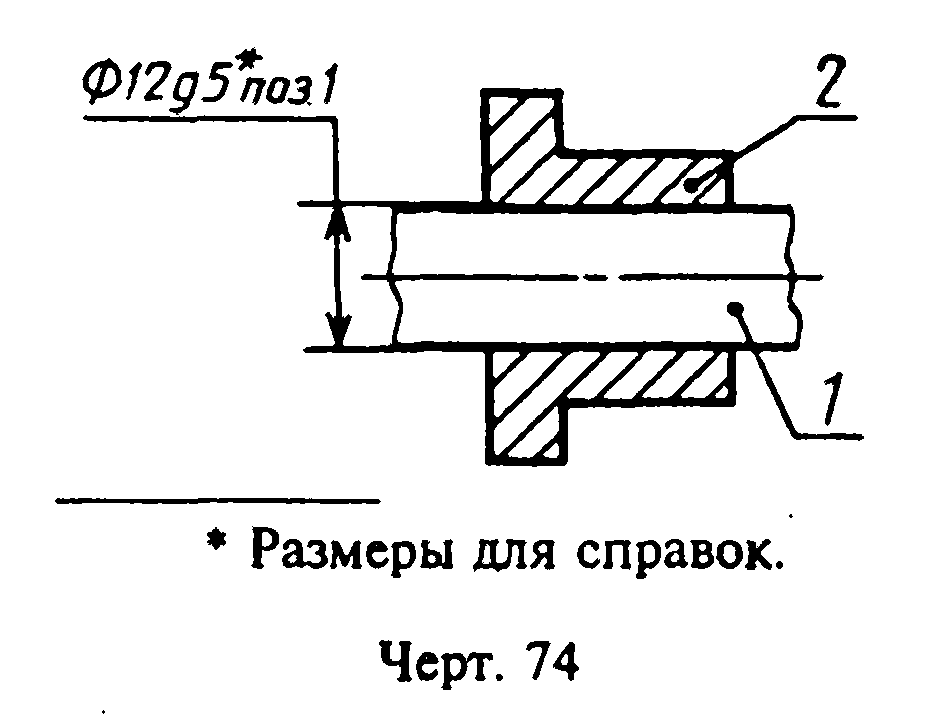 Ф12g5* поз.1
2
1
* Размеры для справок.
Черт. 74